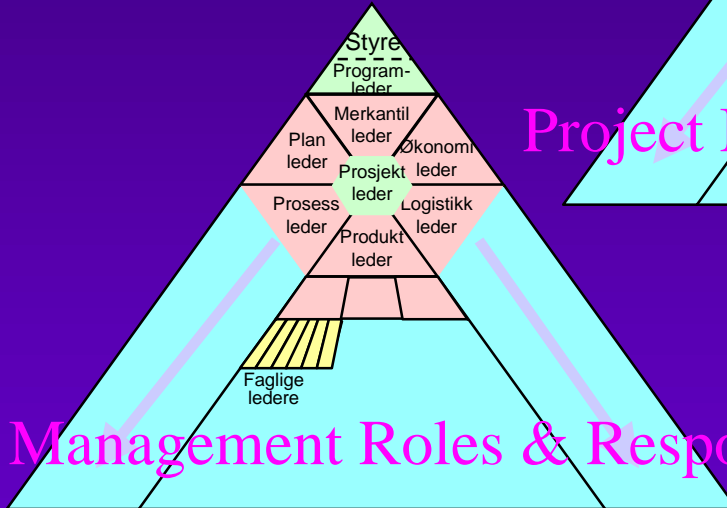 Styre
Program-
leder
Merkantil
leder
Plan
leder
Økonomi
leder
Prosjekt
leder
Prosess
leder
Logistikk
leder
Produkt
leder
Faglige
ledere
Project
Management Roles & Respo